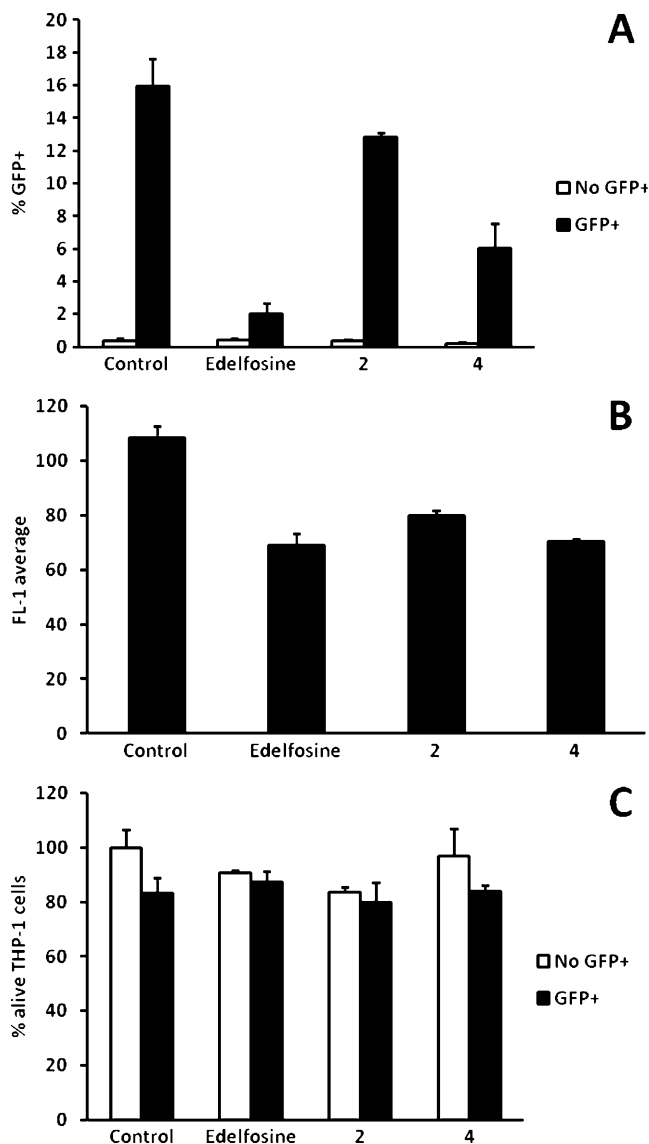 A
20
18
16
14
12
10
8
6
4
2
0
% GFP+
Control Edelfosine 2 4
No GFP+
GFP+
B
120
100
80
60
40
20
0
FL-1 average
Control Edelfosine 2 4
C
120
100
80
60
40
20
0
% alive THP-1 cells
Control Edelfosine 2 4
No GFP+
GFP+